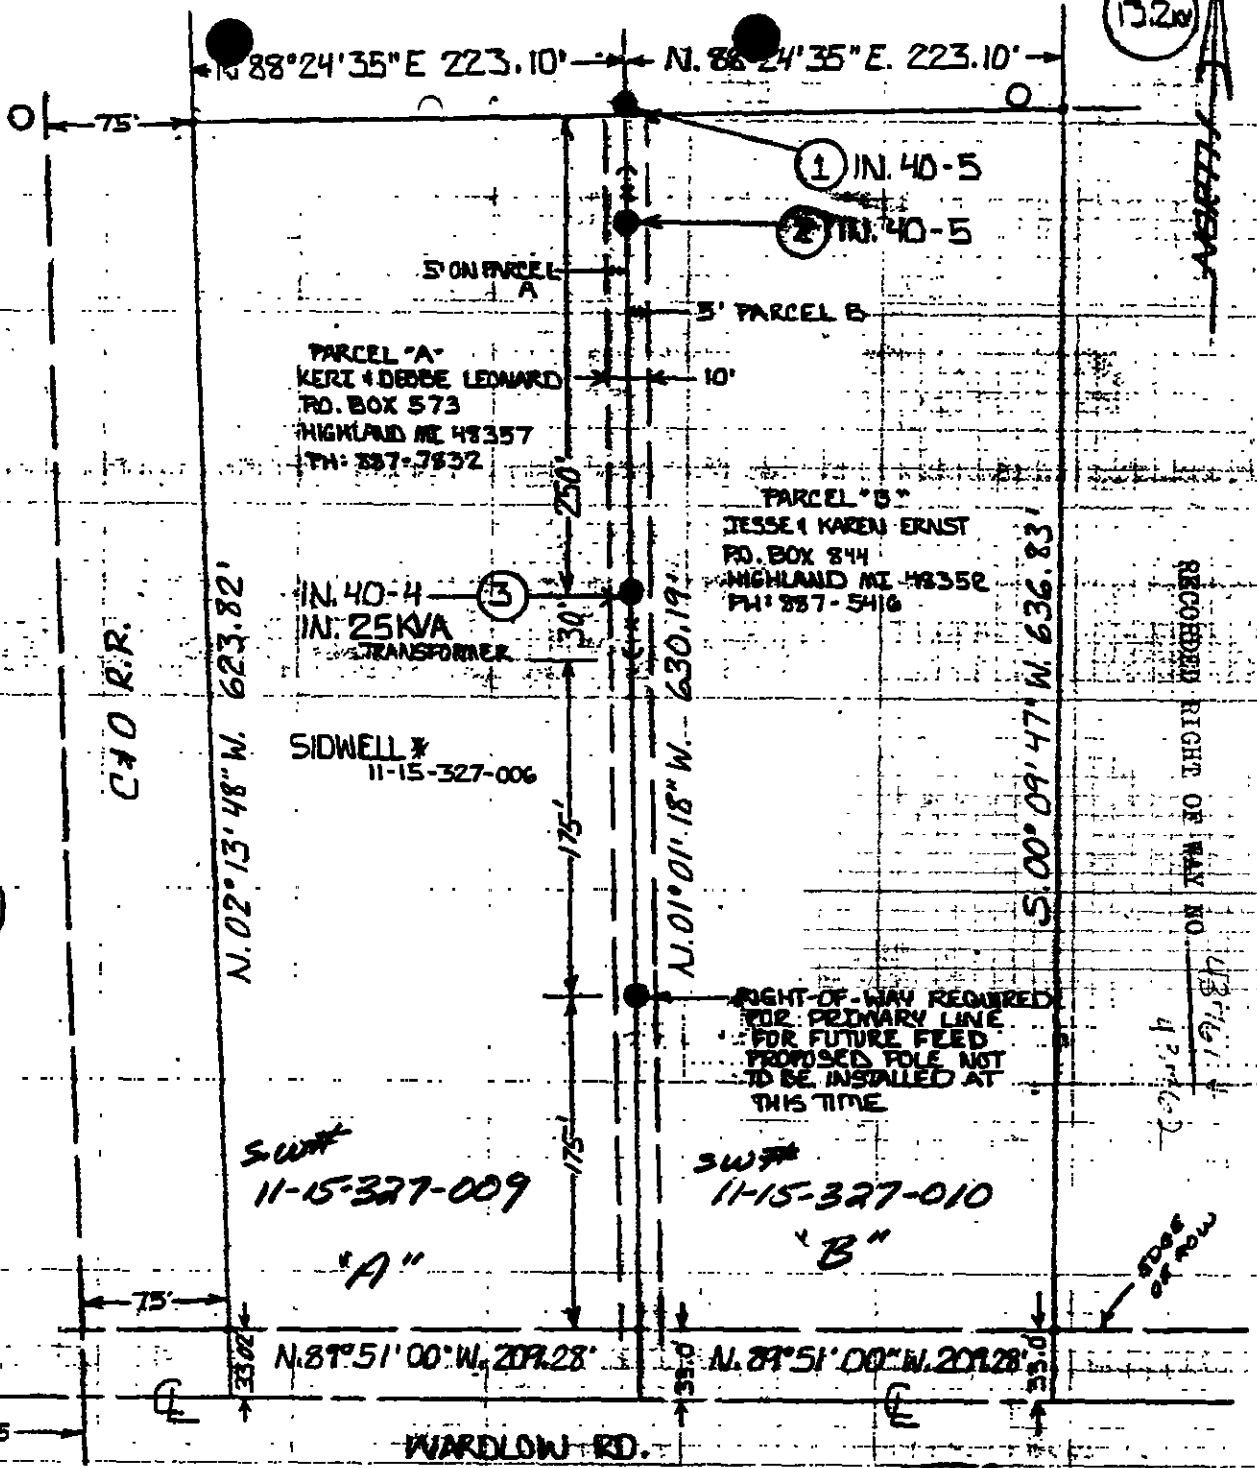 13.2KV
N 88°24'35" E 223.10'
N. 88°24'35" E. 223.10'
75'
1 IN. 40-5
2 IN. 40-5
5' ON PARCEL
A
5' PARCEL B
10'
PARCEL "A"
KERI & DEBBE LEONARD
P.O. BOX 573
HIGHLAND MI 48357
PH: 887-7832
250'
PARCEL "B"
JESSE & KAREN ERNST
P.O. BOX 844
HIGHLAND MI 48352
PH: 887-5416
IN. 40-4 3
IN. 25KVA
TRANSFORMER
30'
C & O R.R.
N. 02° 13' 48" W. 623.82'
SIDWELL #
11-15-327-006
N. 01° 01' 18" W. 630.19'
S. 00° 09' 47" W. 636.83'
RECORDED RIGHT OF WAY NO.
175'
RIGHT-OF-WAY REQUIRED
FOR PRIMARY LINE
FOR FUTURE FEED
PROPOSED POLE NOT
TO BE INSTALLED AT
THIS TIME
175'
SW#
11-15-327-009
"A"
SW#
11-15-327-010
"B"
EDGE
OF ROW
75'
33.02'
N. 89° 51' 00" W. 209.28'
33.0'
N. 89° 51' 00" W. 209.28'
33.0'
WARDLOW RD.